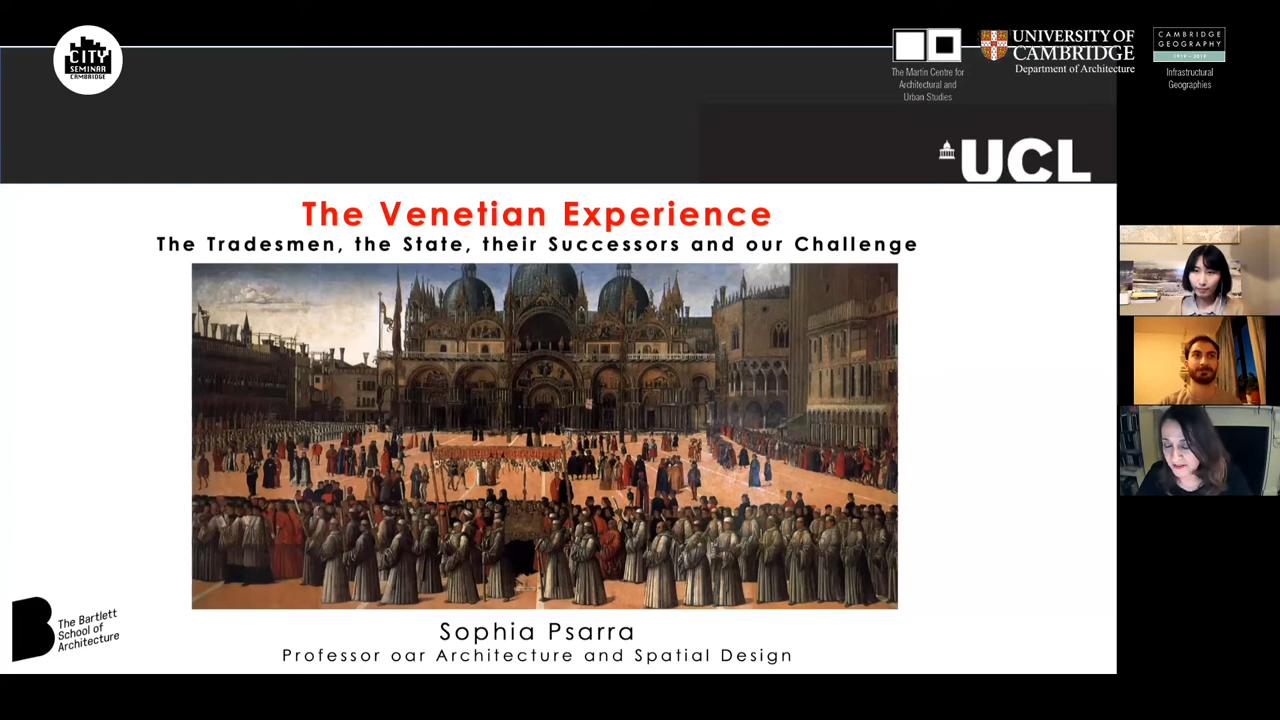 CITY
SEMINAR
CAMBRIDGE
The Martin Centre for
Architectural and
Urban Studies
UNIVERSITY OF
CAMBRIDGE
Department of Architecture
CAMBRIDGE
GEOGRAPHY
1919 - 2019
Infrastructural
Geographies
UCL
The Venetian Experience
The Tradesmen, the State, their Successors and our Challenge
The Bartlett
School of
Architecture
Sophia Psarra
Professor oar Architecture and Spatial Design